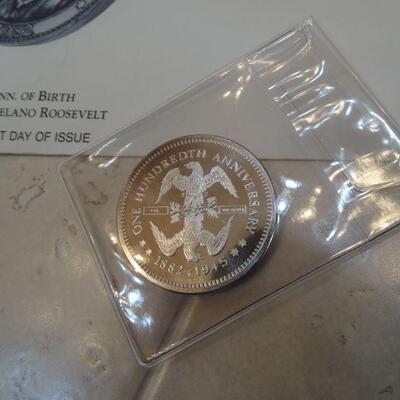 NN. OF BIRTH
ELANO ROOSEVELT
T DAY OF ISSUE
ONE HUNDREDTH ANNIVERSARY
1882 • 1945